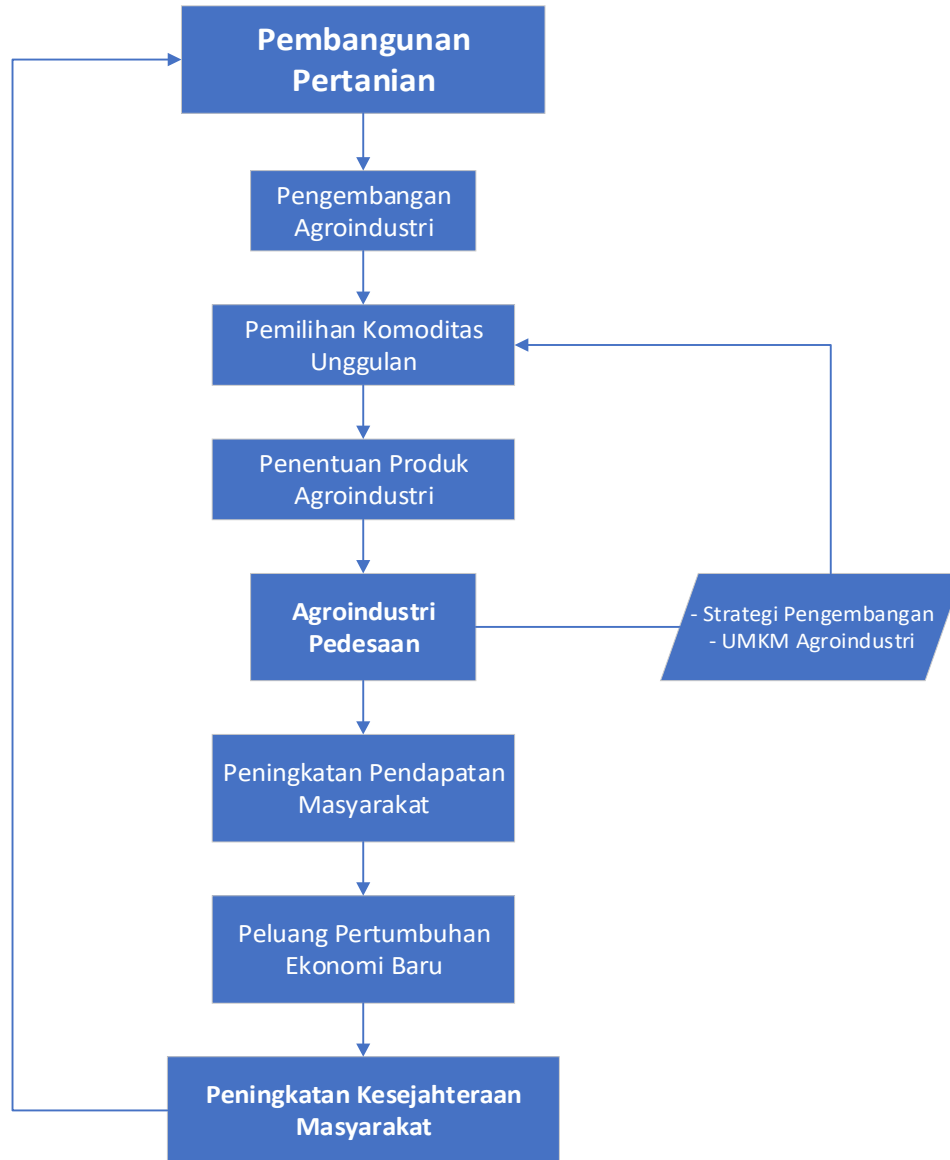 Pembangunan
Pertanian
Pengembangan
Agroindustri
Pemilihan Komoditas
Unggulan
Penentuan Produk
Agroindustri
Agroindustri
Pedesaan
- Strategi Pengembangan
- UMKM Agroindustri
Peningkatan Pendapatan
Masyarakat
Peluang Pertumbuhan
Ekonomi Baru
Peningkatan Kesejahteraan
Masyarakat